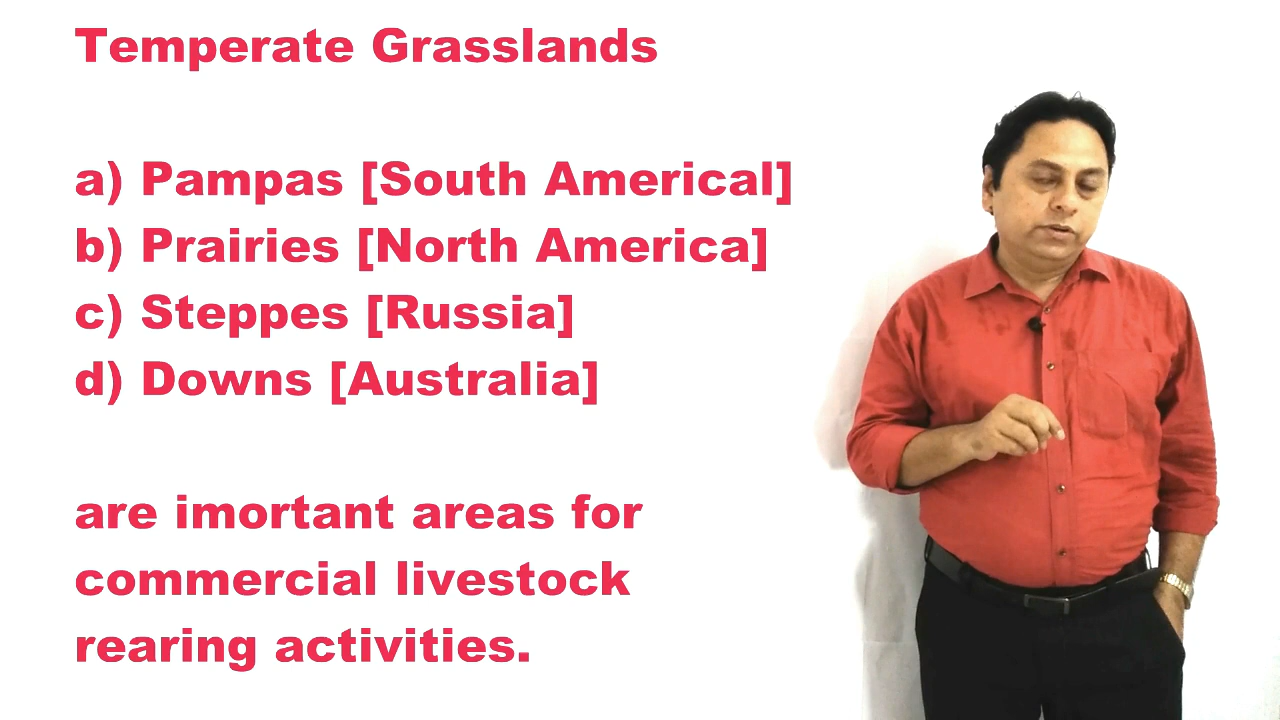 Temperate Grasslands
a) Pampas [South Americal]
b) Prairies [North America]
c) Steppes [Russia]
d) Downs [Australia]
are imortant areas for
commercial livestock
rearing activities.